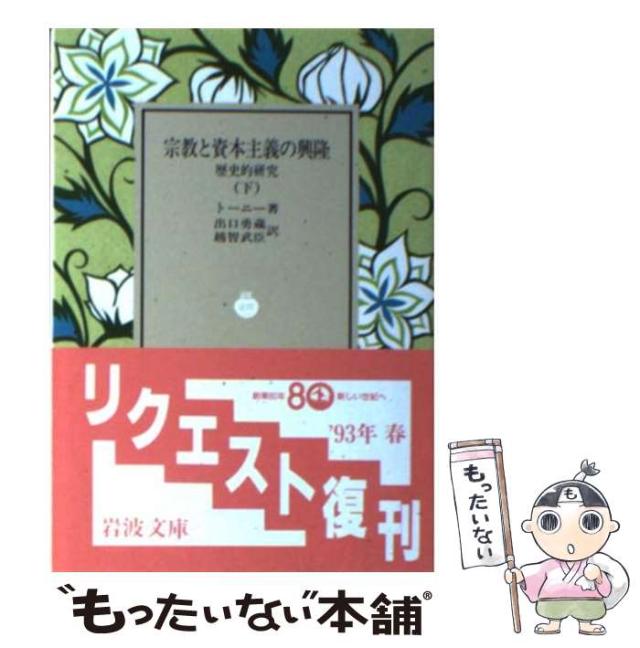 宗教と資本主義の興隆
歴史的研究
(下)
トーニー著
出口勇蔵
越智武臣訳
創業80年 80 新しい世紀へ
'93年 春
リクエスト復刊
岩波文庫
も
もったいない
“もったいない”本舗®